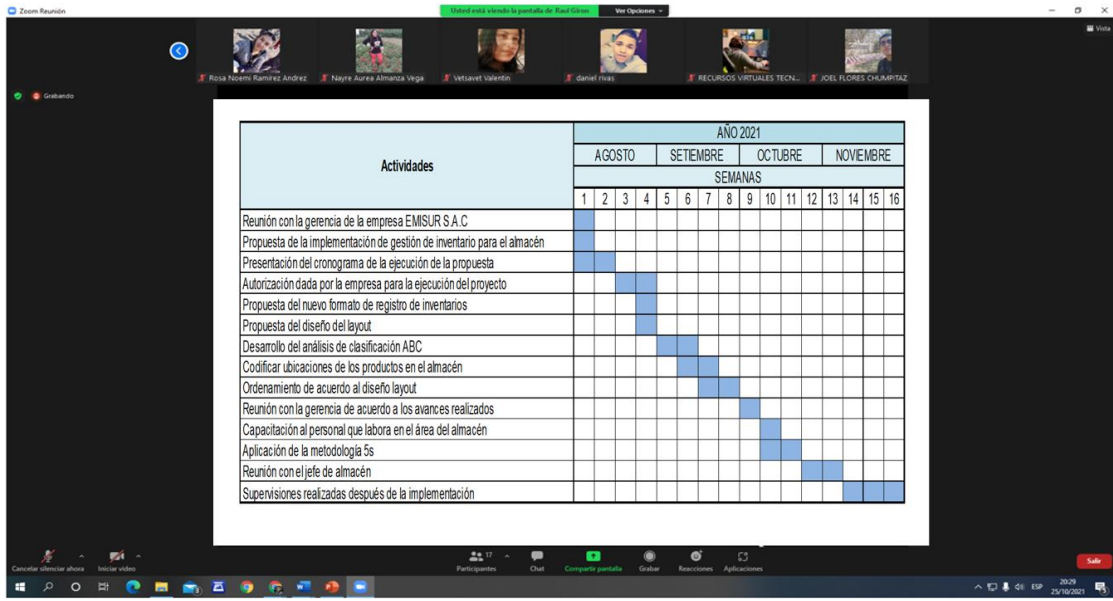 Zoom Reunión
Usted está viendo la pantalla de Raul Giron
Ver Opciones
Vista
Rosa Noemi Ramirez Andrez
Nayre Aurea Almanza Vega
Vetsavet Valentin
daniel rivas
RECURSOS VIRTUALES TECN...
JOEL FLORES CHUMPITAZ
Grabando
Actividades
AÑO 2021
AGOSTO SETIEMBRE OCTUBRE NOVIEMBRE
SEMANAS
1 2 3 4 5 6 7 8 9 10 11 12 13 14 15 16
Reunión con la gerencia de la empresa EMISUR S.A.C
Propuesta de la implementación de gestión de inventario para el almacén
Presentación del cronograma de la ejecución de la propuesta
Autorización dada por la empresa para la ejecución del proyecto
Propuesta del nuevo formato de registro de inventarios
Propuesta del diseño del layout
Desarrollo del análisis de clasificación ABC
Codificar ubicaciones de los productos en el almacén
Ordenamiento de acuerdo al diseño layout
Reunión con la gerencia de acuerdo a los avances realizados
Capacitación al personal que labora en el área del almacén
Aplicación de la metodología 5s
Reunión con el jefe de almacén
Supervisiones realizadas después de la implementación
Cancelar silenciar ahora
Iniciar video
17
Participantes
Chat
Compartir pantalla
Grabar
Reacciones
Aplicaciones
Salir
ESP
20:29
25/10/2021